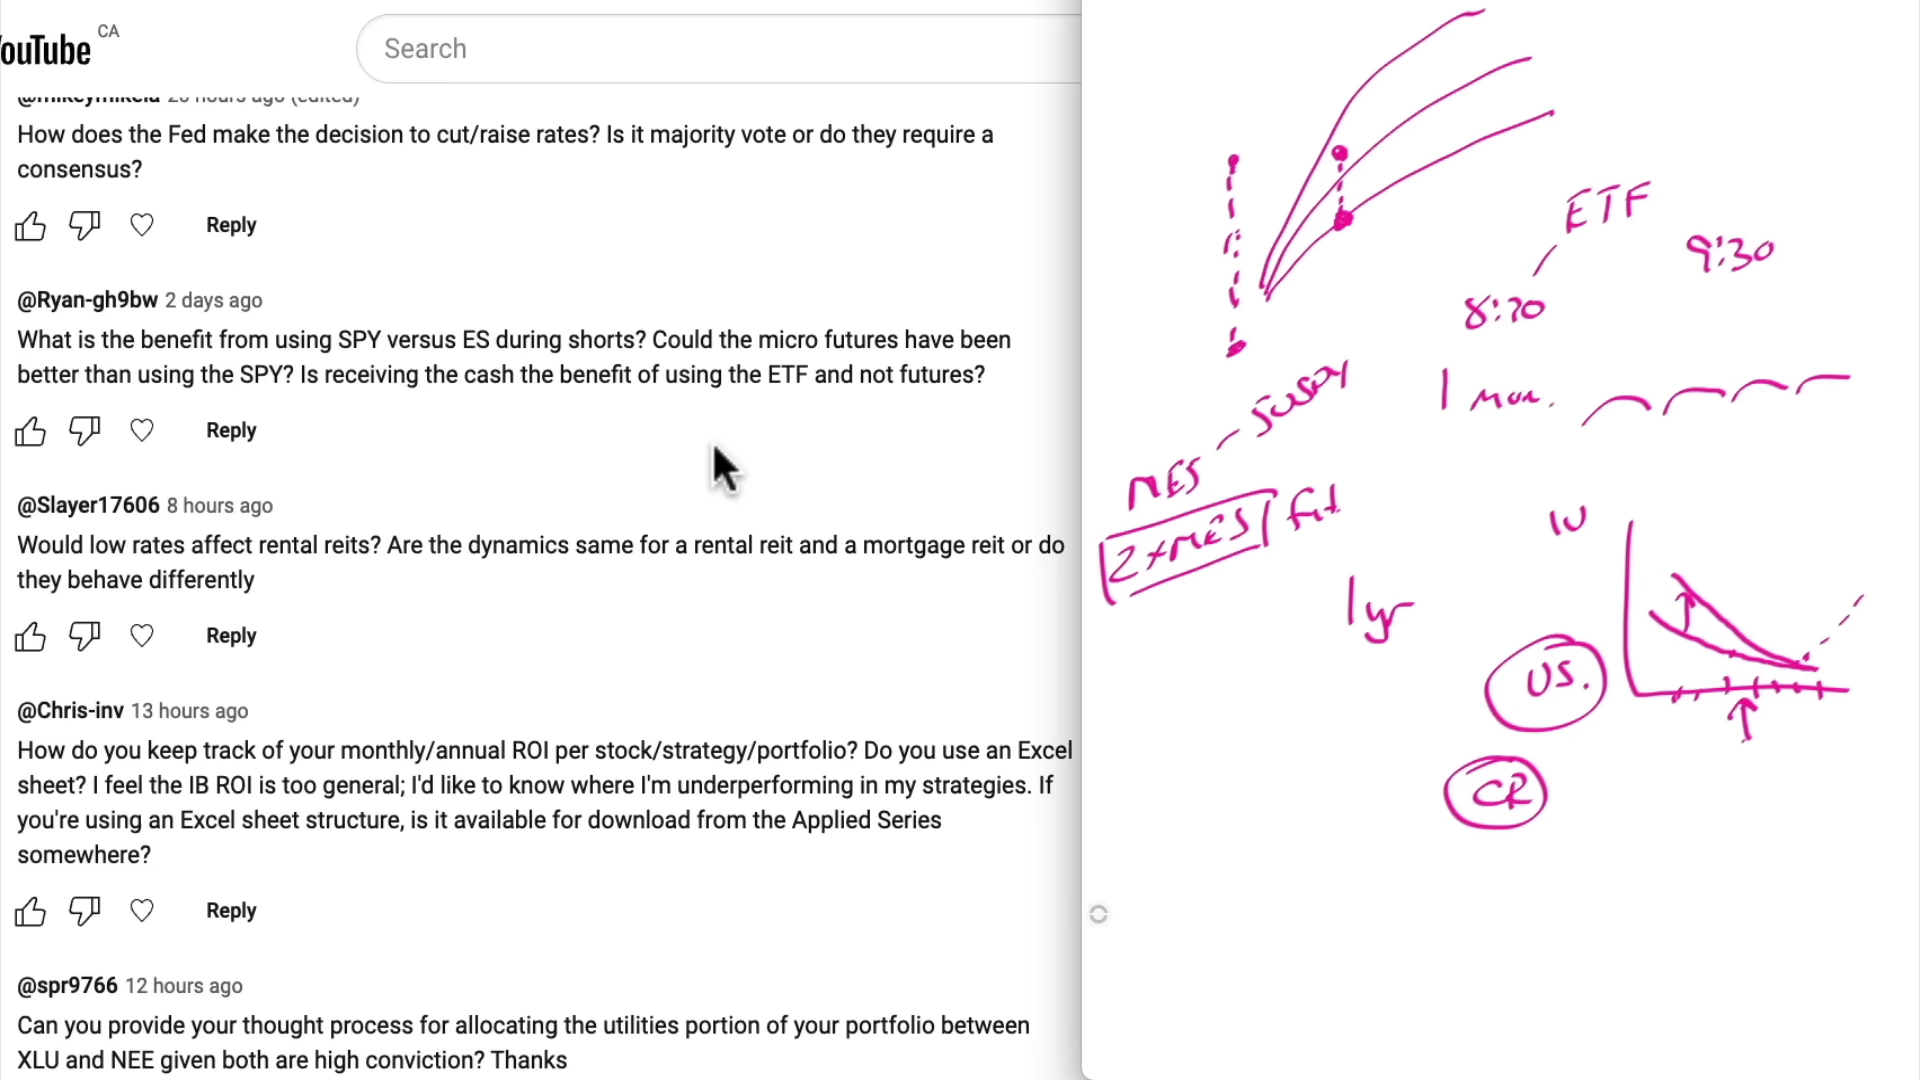 ouTube CA
Search
@mikeymikela 20 hours ago (edited)
How does the Fed make the decision to cut/raise rates? Is it majority vote or do they require a
consensus?
Reply
@Ryan-gh9bw 2 days ago
What is the benefit from using SPY versus ES during shorts? Could the micro futures have been
better than using the SPY? Is receiving the cash the benefit of using the ETF and not futures?
Reply
@Slayer17606 8 hours ago
Would low rates affect rental reits? Are the dynamics same for a rental reit and a mortgage reit or do
they behave differently
Reply
@Chris-inv 13 hours ago
How do you keep track of your monthly/annual ROI per stock/strategy/portfolio? Do you use an Excel
sheet? I feel the IB ROI is too general; I'd like to know where I'm underperforming in my strategies. If
you're using an Excel sheet structure, is it available for download from the Applied Series
somewhere?
Reply
@spr9766 12 hours ago
Can you provide your thought process for allocating the utilities portion of your portfolio between
XLU and NEE given both are high conviction? Thanks
ETF
9:30
1 Mon.
MES
2xMES
1yr
US.
CR